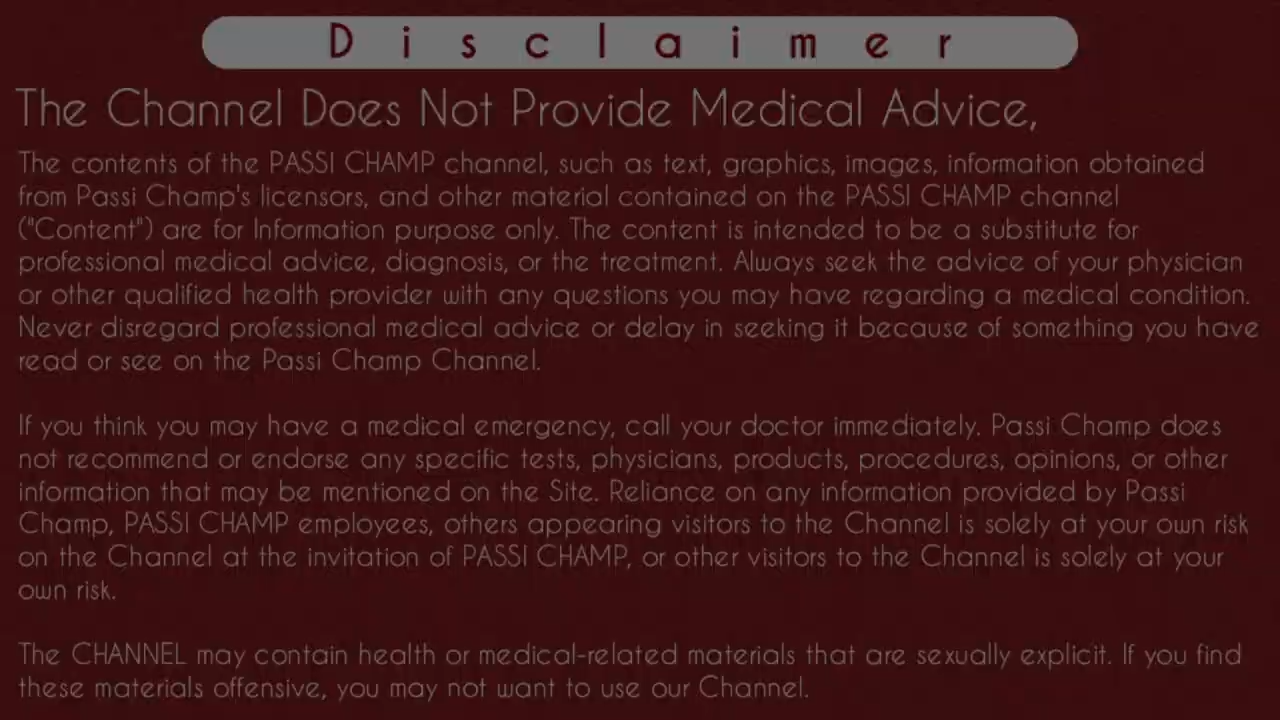 Disclaimer
The Channel Does Not Provide Medical Advice,
The contents of the PASSI CHAMP channel, such as text, graphics, images, information obtained
from Passi Champ's licensors, and other material contained on the PASSI CHAMP channel
("Content") are for Information purpose only. The content is intended to be a substitute for
professional medical advice, diagnosis, or the treatment. Always seek the advice of your physician
or other qualified health provider with any questions you may have regarding a medical condition.
Never disregard professional medical advice or delay in seeking it because of something you have
read or see on the Passi Champ Channel.
If you think you may have a medical emergency, call your doctor immediately. Passi Champ does
not recommend or endorse any specific tests, physicians, products, procedures, opinions, or other
information that may be mentioned on the Site. Reliance on any information provided by Passi
Champ, PASSI CHAMP employees, others appearing visitors to the Channel is solely at your own risk
on the Channel at the invitation of PASSI CHAMP, or other visitors to the Channel is solely at your
own risk.
The CHANNEL may contain health or medical-related materials that are sexually explicit. If you find
these materials offensive, you may not want to use our Channel.